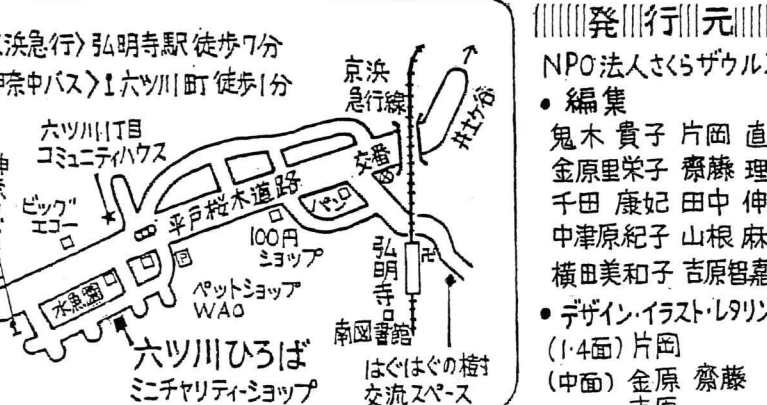 浜急行〉弘明寺駅徒歩7分
奈中バス〉1六ツ川町徒歩1分
六ツ川1丁目
コミュニティハウス
ビッグ
エコー
平戸桜木道路
水魚園
100円
ショップ
ペットショップ
WAO
パン
交番
京浜
急行線
井土ヶ谷
弘明寺
南図書館
六ツ川ひろば
ミニチャリティーショップ
はぐはぐの樹
交流スペース
発行元
NPO法人さくらザウルス
• 編集
鬼木 貴子 片岡 直
金原里栄子 齋藤 理
千田 康妃 田中 伸
中津原紀子 山根 麻
横田美和子 吉原智嘉
• デザイン・イラスト・レタリン
(1・4面) 片岡
(中面) 金原 齋藤